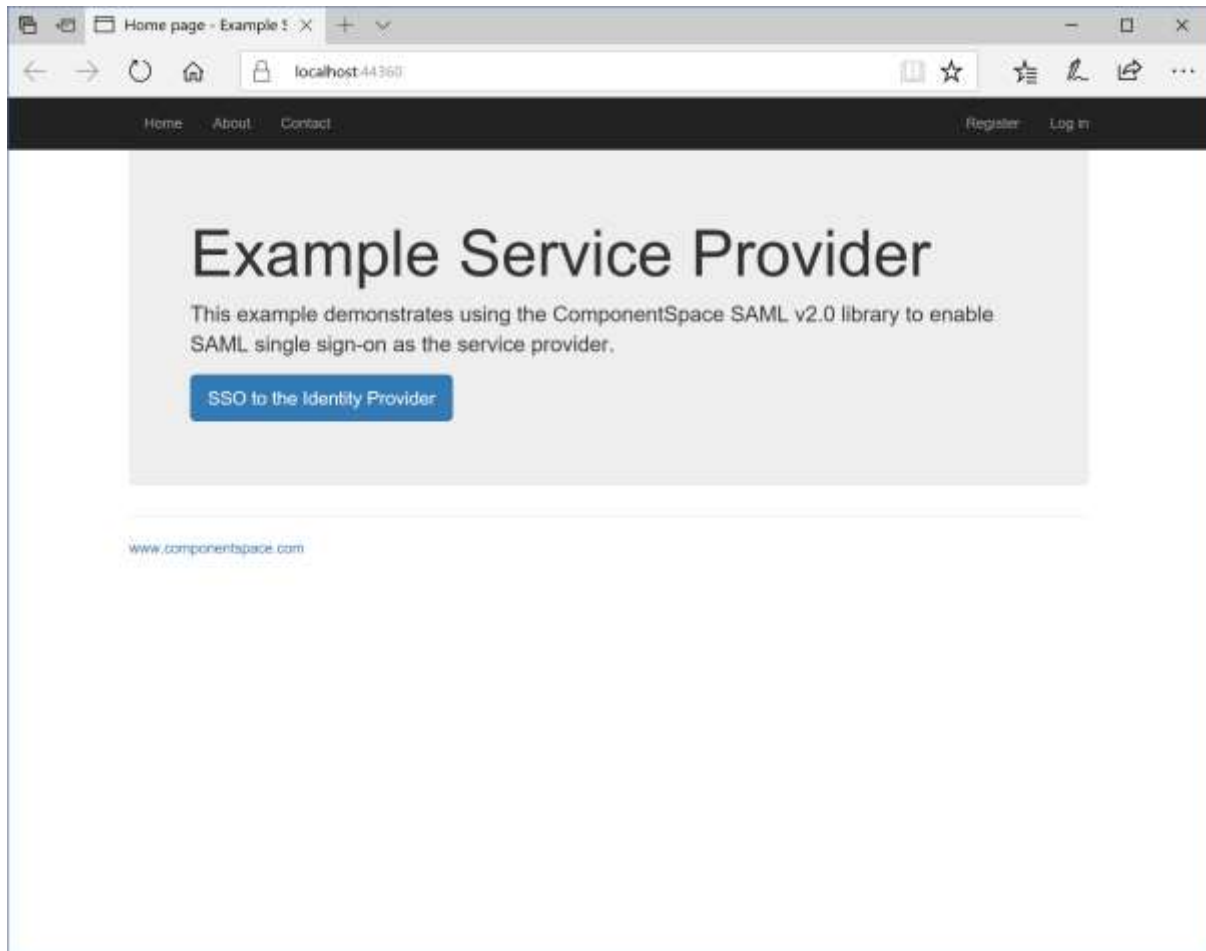 Home page - Example S
localhost:44360
Home About Contact Register Log in
Example Service Provider
This example demonstrates using the ComponentSpace SAML v2.0 library to enable
SAML single sign-on as the service provider.
SSO to the Identity Provider
www.componentspace.com